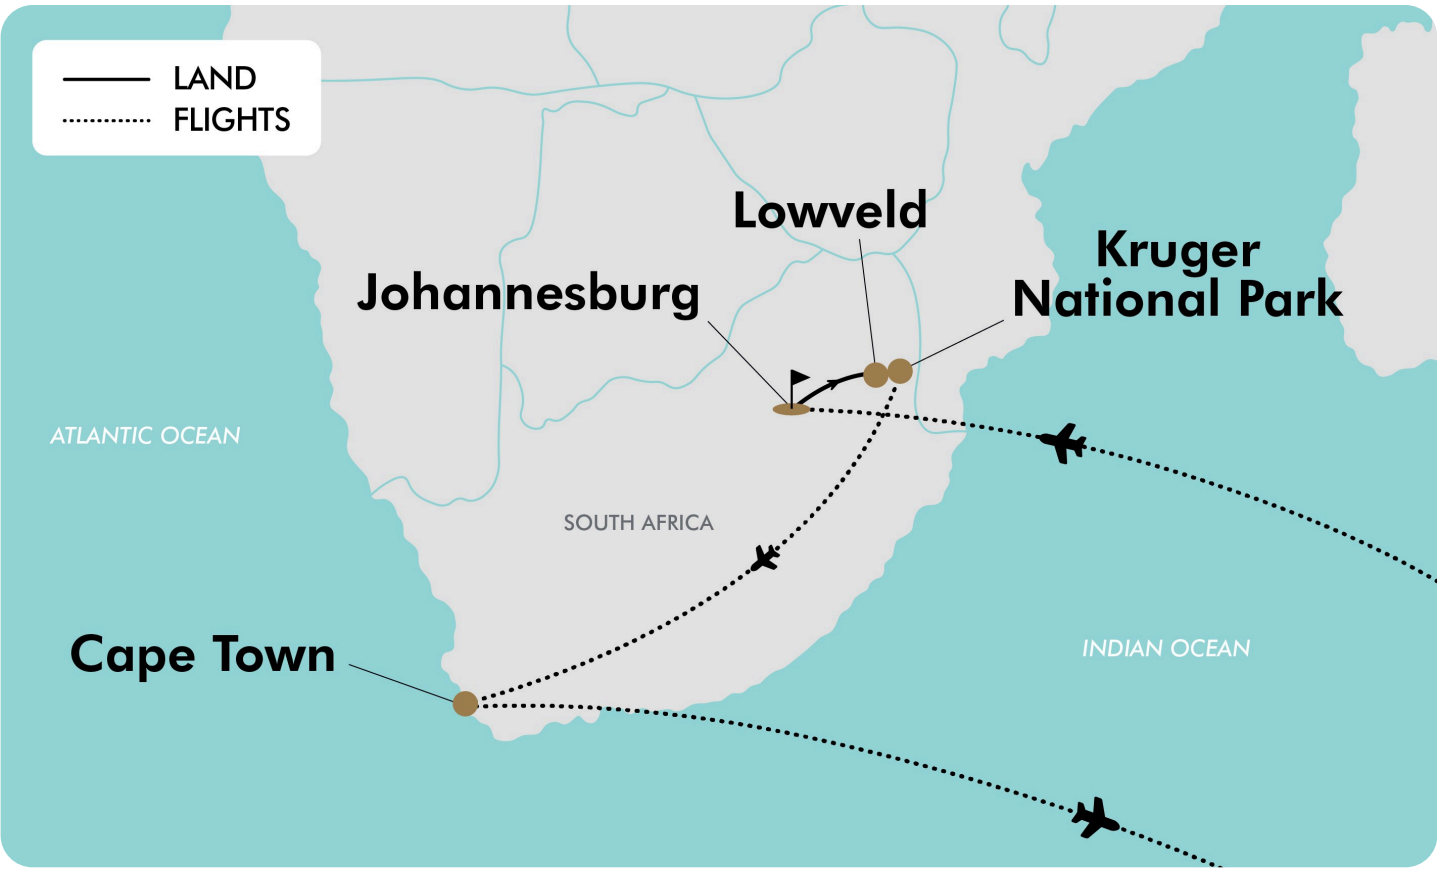 LAND
FLIGHTS
Lowveld
Kruger
National Park
Johannesburg
ATLANTIC OCEAN
SOUTH AFRICA
Cape Town
INDIAN OCEAN